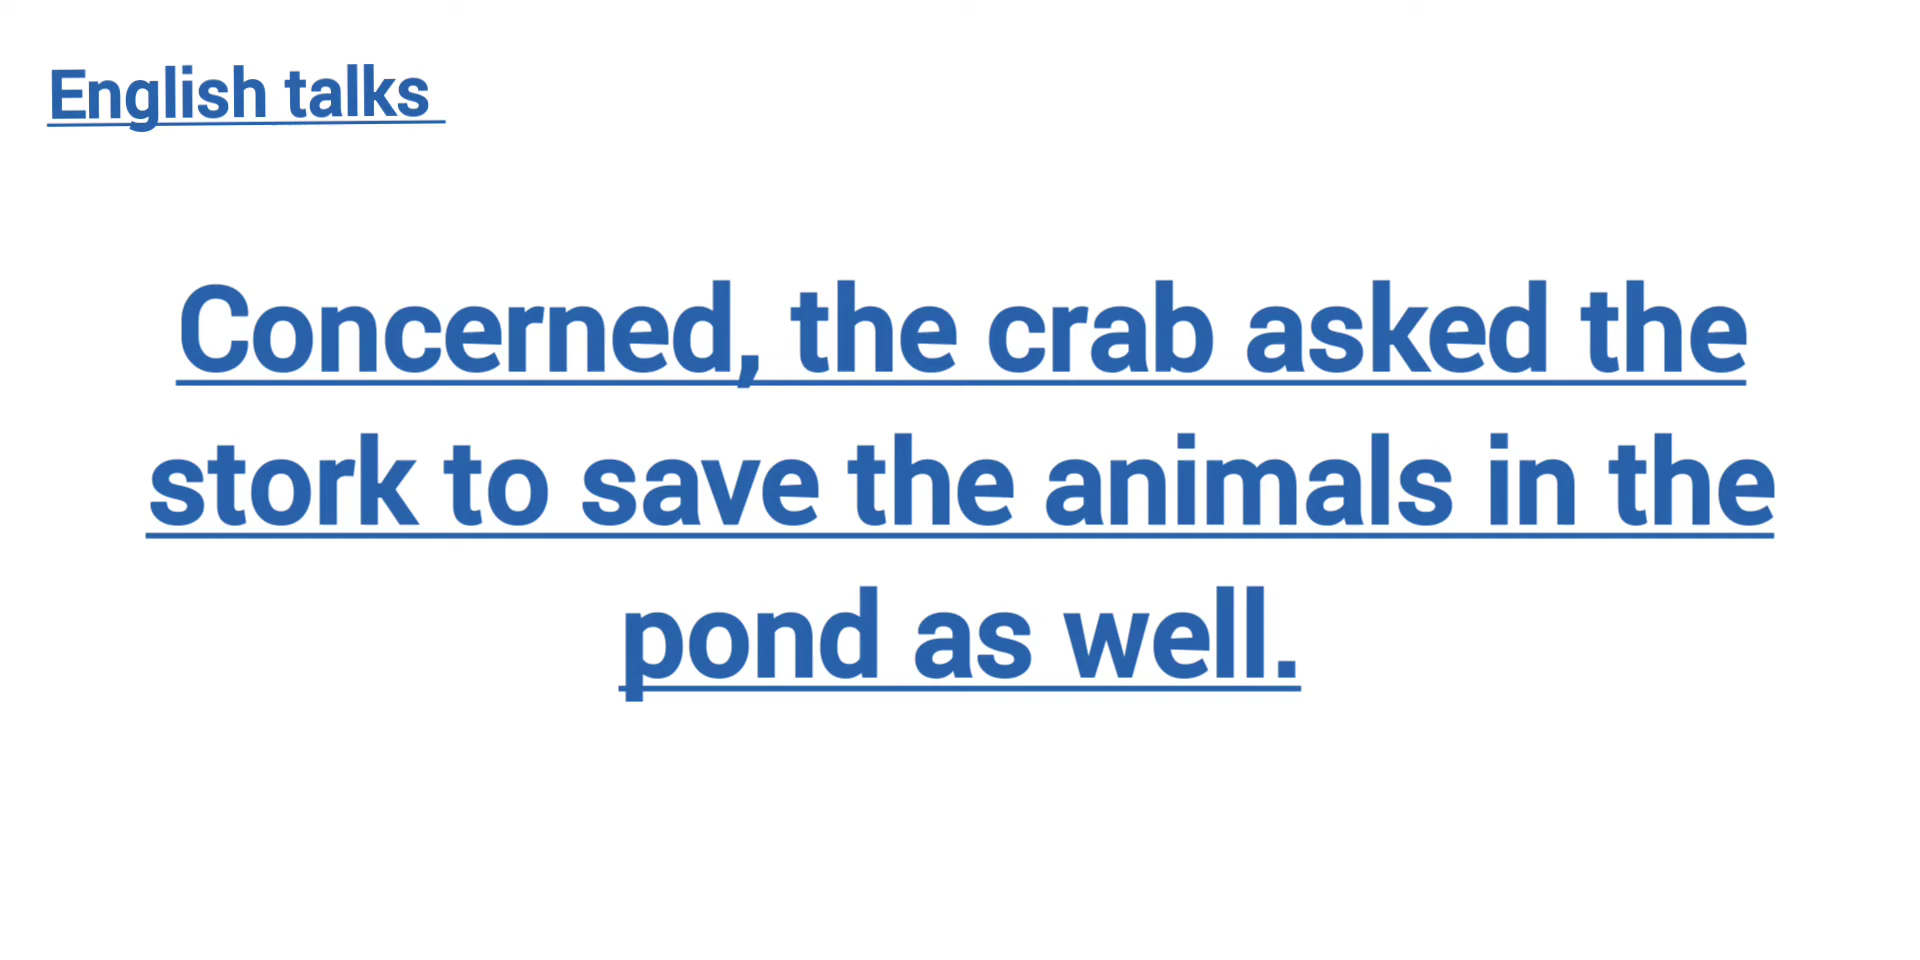 English talks
Concerned, the crab asked the
stork to save the animals in the
pond as well.